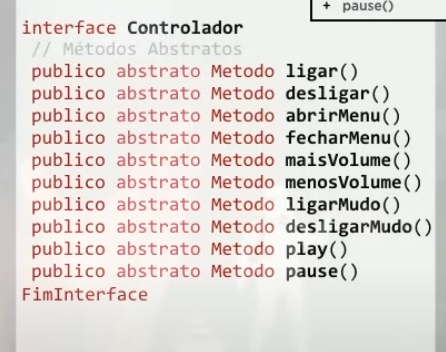 + pause()
interface Controlador
// Métodos Abstratos
publico abstrato Metodo ligar()
publico abstrato Metodo desligar()
publico abstrato Metodo abrirMenu()
publico abstrato Metodo fecharMenu()
publico abstrato Metodo maisVolume()
publico abstrato Metodo menosVolume()
publico abstrato Metodo ligarMudo()
publico abstrato Metodo desligarMudo()
publico abstrato Metodo play()
publico abstrato Metodo pause()
FimInterface